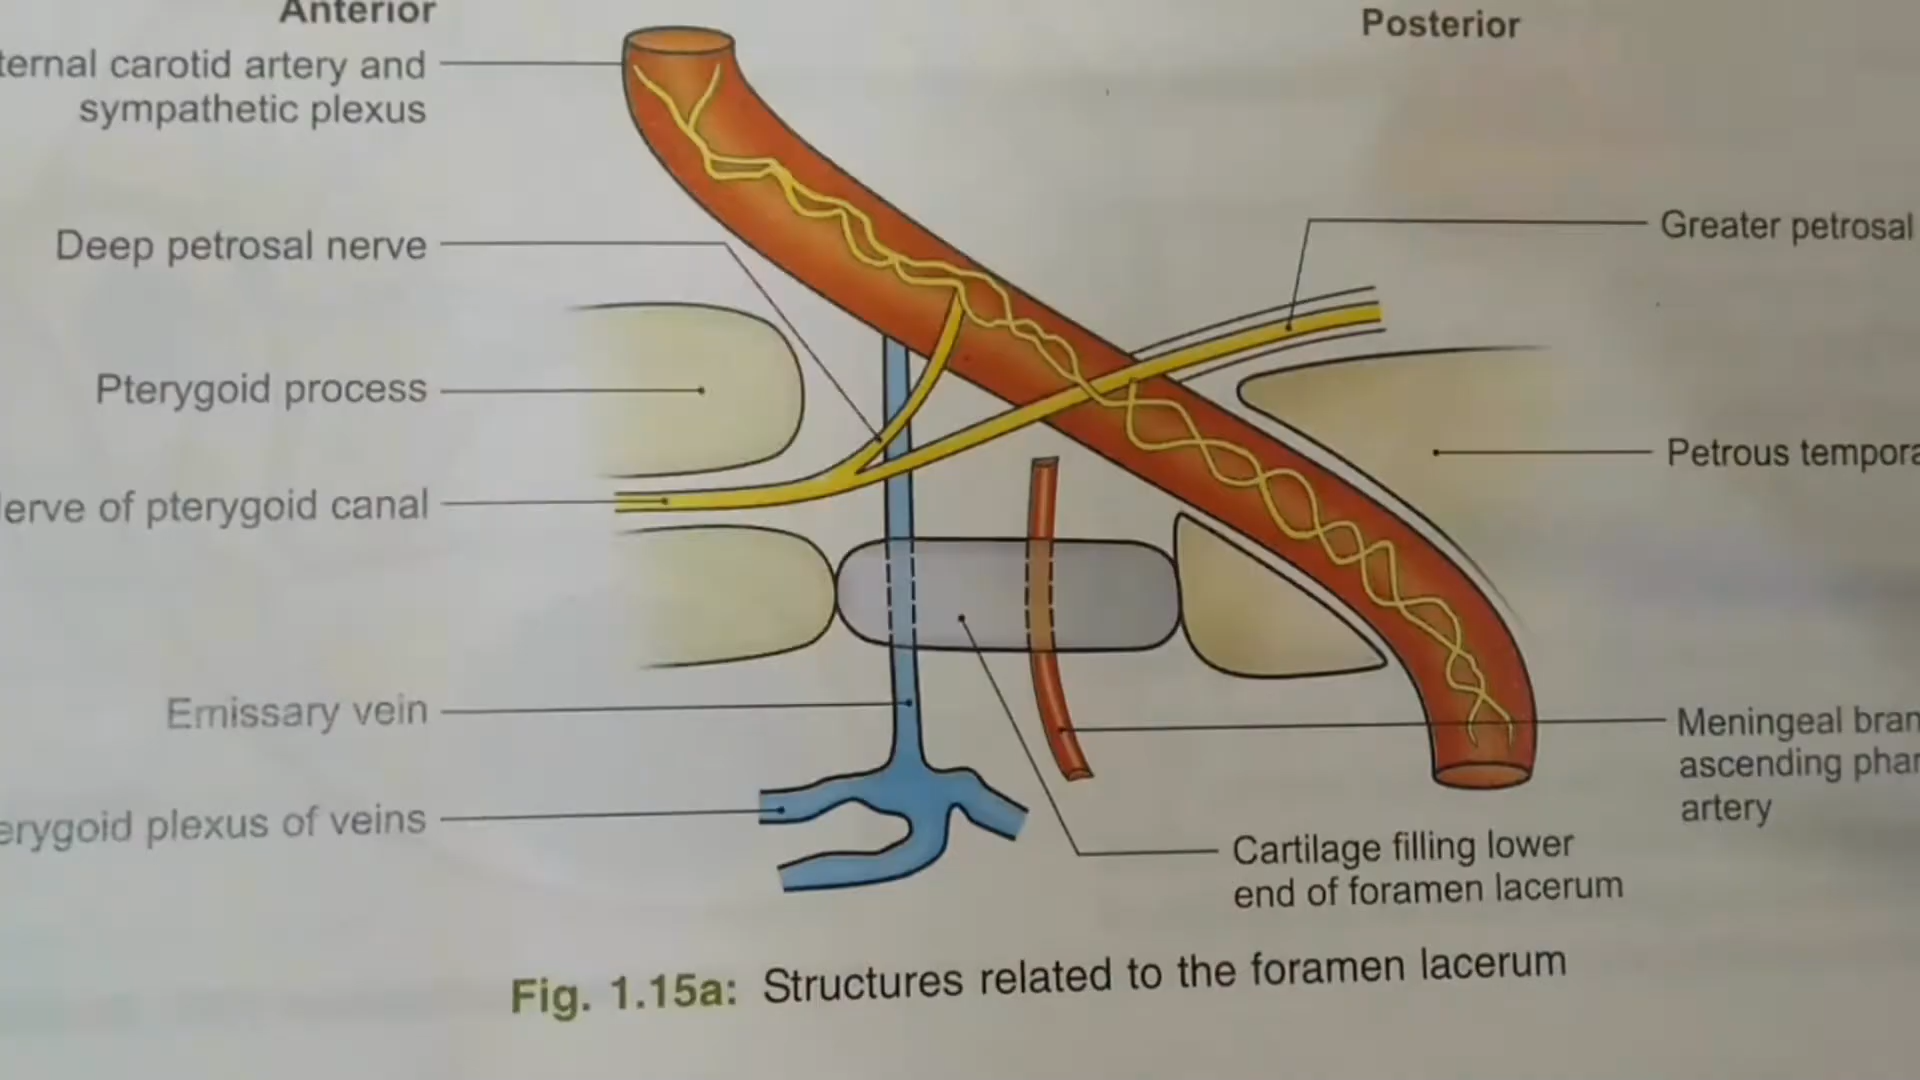 Anterior
Posterior
ternal carotid artery and
sympathetic plexus
Deep petrosal nerve
Greater petrosal
Pterygoid process
Petrous tempora
erve of pterygoid canal
Emissary vein
Meningeal bran
ascending phar
artery
erygoid plexus of veins
Cartilage filling lower
end of foramen lacerum
Fig. 1.15a: Structures related to the foramen lacerum